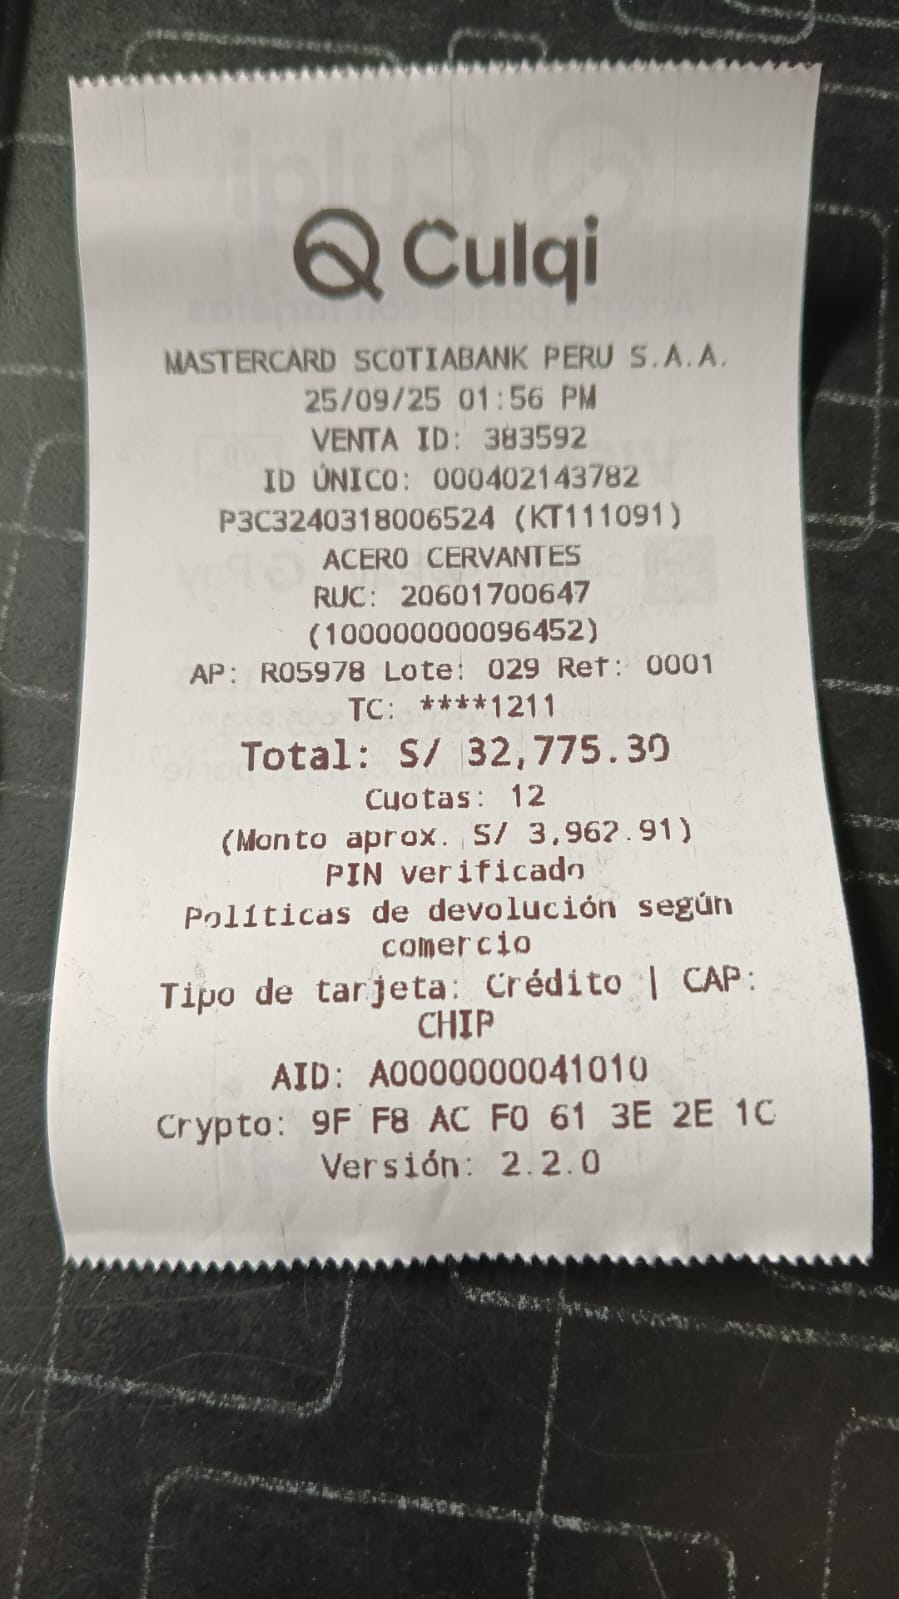 Culqi
MASTERCARD SCOTIABANK PERU S.A.A.
25/09/25 01:56 PM
VENTA ID: 383592
ID ÚNICO: 000402143782
P3C3240318006524 (KT111091)
ACERO CERVANTES
RUC: 20601700647
(100000000096452)
AP: R05978 Lote: 029 Ref: 0001
TC: ****1211
Total: S/ 32,775.30
Cuotas: 12
(Monto aprox. S/ 3,962.91)
PIN verificado
Políticas de devolución según
comercio
Tipo de tarjeta: Crédito | CAP:
CHIP
AID: A0000000041010
Crypto: 9F F8 AC F0 61 3E 2E 1C
Versión: 2.2.0